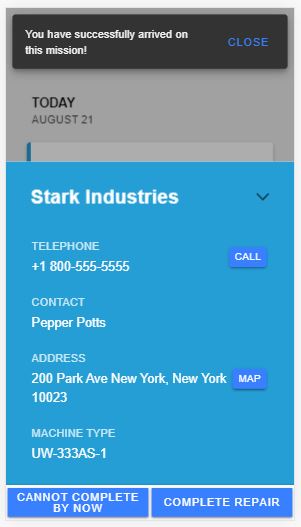 You have successfully arrived on
this mission!
CLOSE
TODAY
AUGUST 21
Stark Industries
TELEPHONE
+1 800-555-5555
CALL
CONTACT
Pepper Potts
ADDRESS
200 Park Ave New York, New York
10023
MAP
MACHINE TYPE
UW-333AS-1
CANNOT COMPLETE
BY NOW
COMPLETE REPAIR